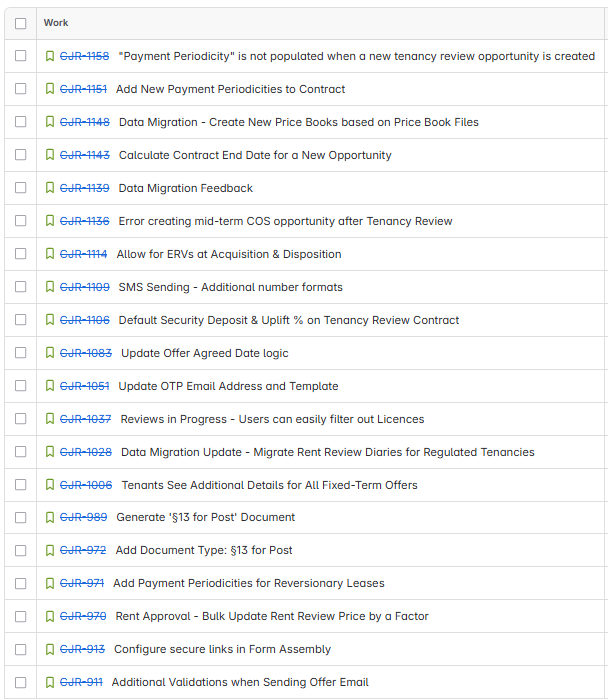 Work
CJR-1158 "Payment Periodicity" is not populated when a new tenancy review opportunity is created
CJR-1151 Add New Payment Periodicities to Contract
CJR-1148 Data Migration - Create New Price Books based on Price Book Files
CJR-1143 Calculate Contract End Date for a New Opportunity
CJR-1139 Data Migration Feedback
CJR-1136 Error creating mid-term COS opportunity after Tenancy Review
CJR-1114 Allow for ERVs at Acquisition & Disposition
CJR-1109 SMS Sending - Additional number formats
CJR-1106 Default Security Deposit & Uplift % on Tenancy Review Contract
CJR-1083 Update Offer Agreed Date logic
CJR-1051 Update OTP Email Address and Template
CJR-1037 Reviews in Progress - Users can easily filter out Licences
CJR-1028 Data Migration Update - Migrate Rent Review Diaries for Regulated Tenancies
CJR-1006 Tenants See Additional Details for All Fixed-Term Offers
CJR-989 Generate '§13 for Post' Document
CJR-972 Add Document Type: §13 for Post
CJR-971 Add Payment Periodicities for Reversionary Leases
CJR-970 Rent Approval - Bulk Update Rent Review Price by a Factor
CJR-913 Configure secure links in Form Assembly
CJR-911 Additional Validations when Sending Offer Email